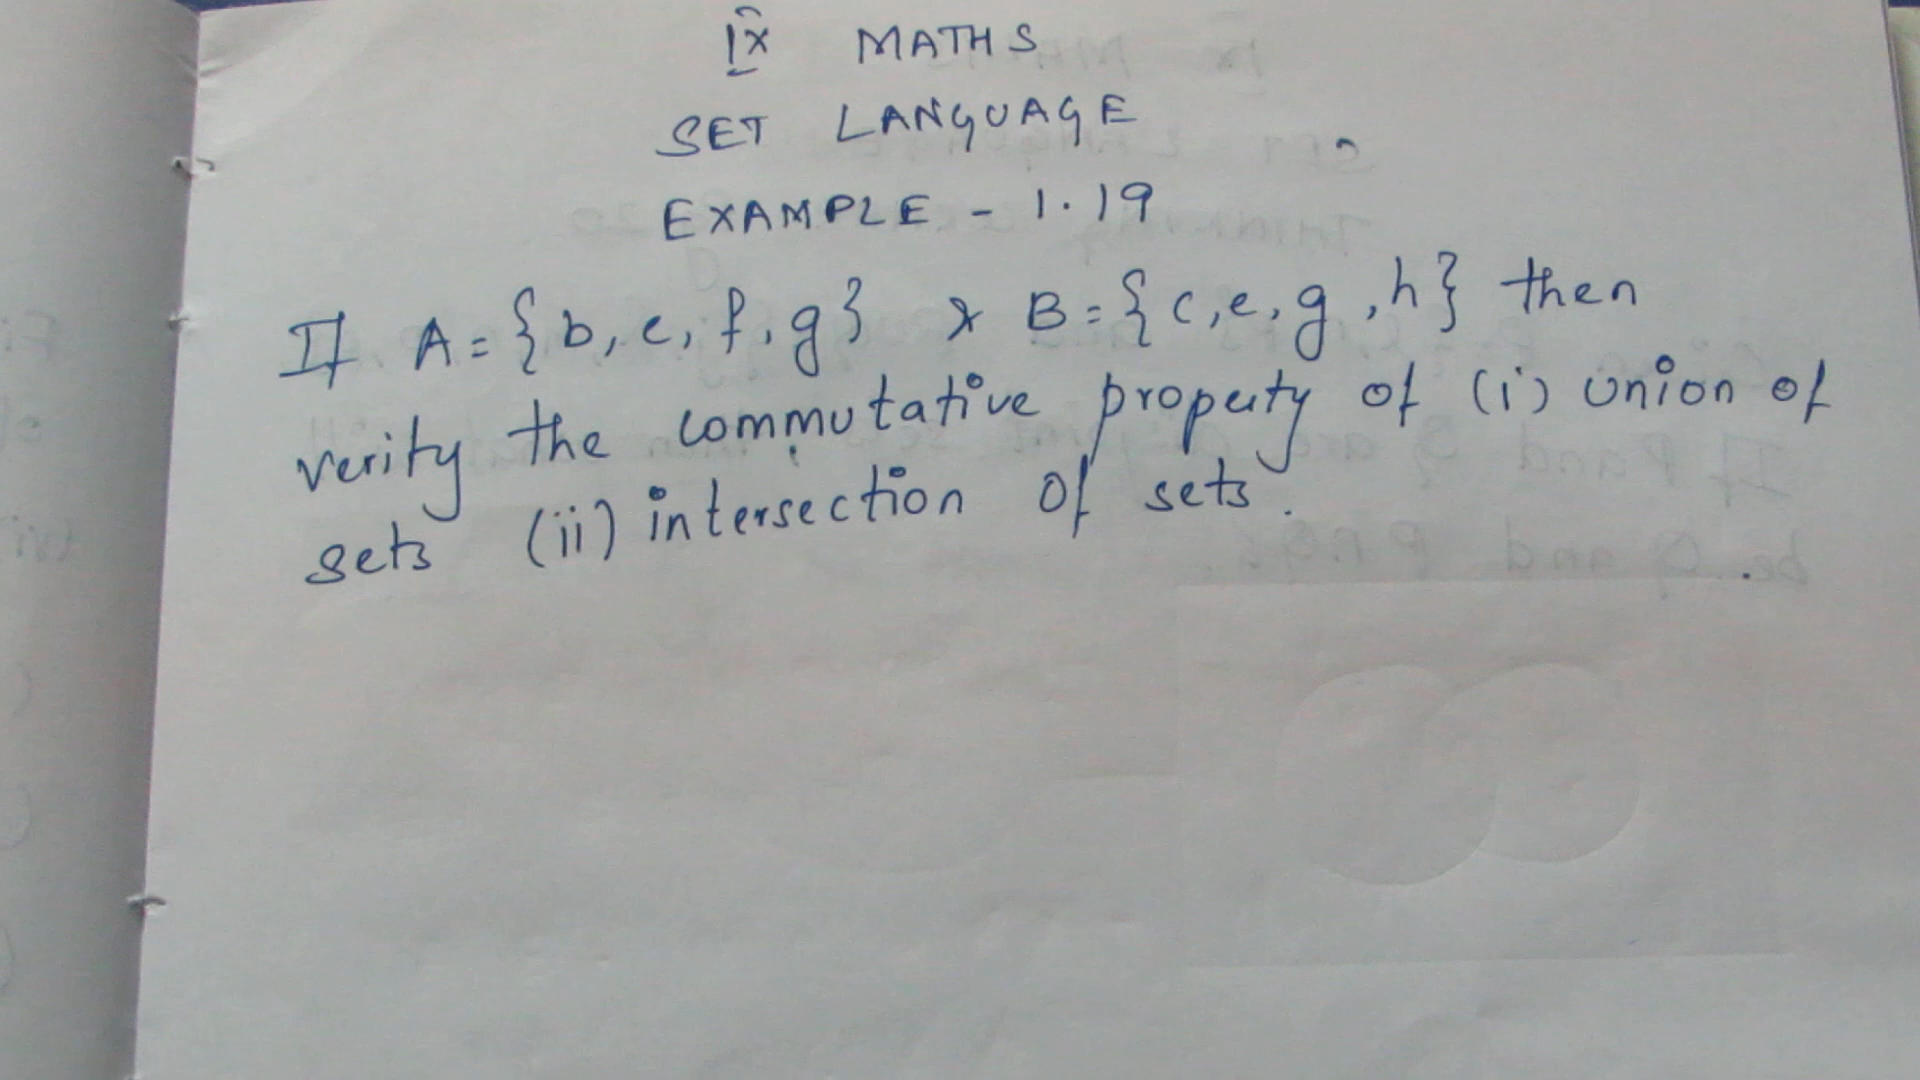 IX MATHS
SET LANGUAGE
EXAMPLE - 1.19
If A = {b, e, f, g} & B = {c, e, g, h} then
verify the commutative property of (i) union of
sets (ii) intersection of sets.